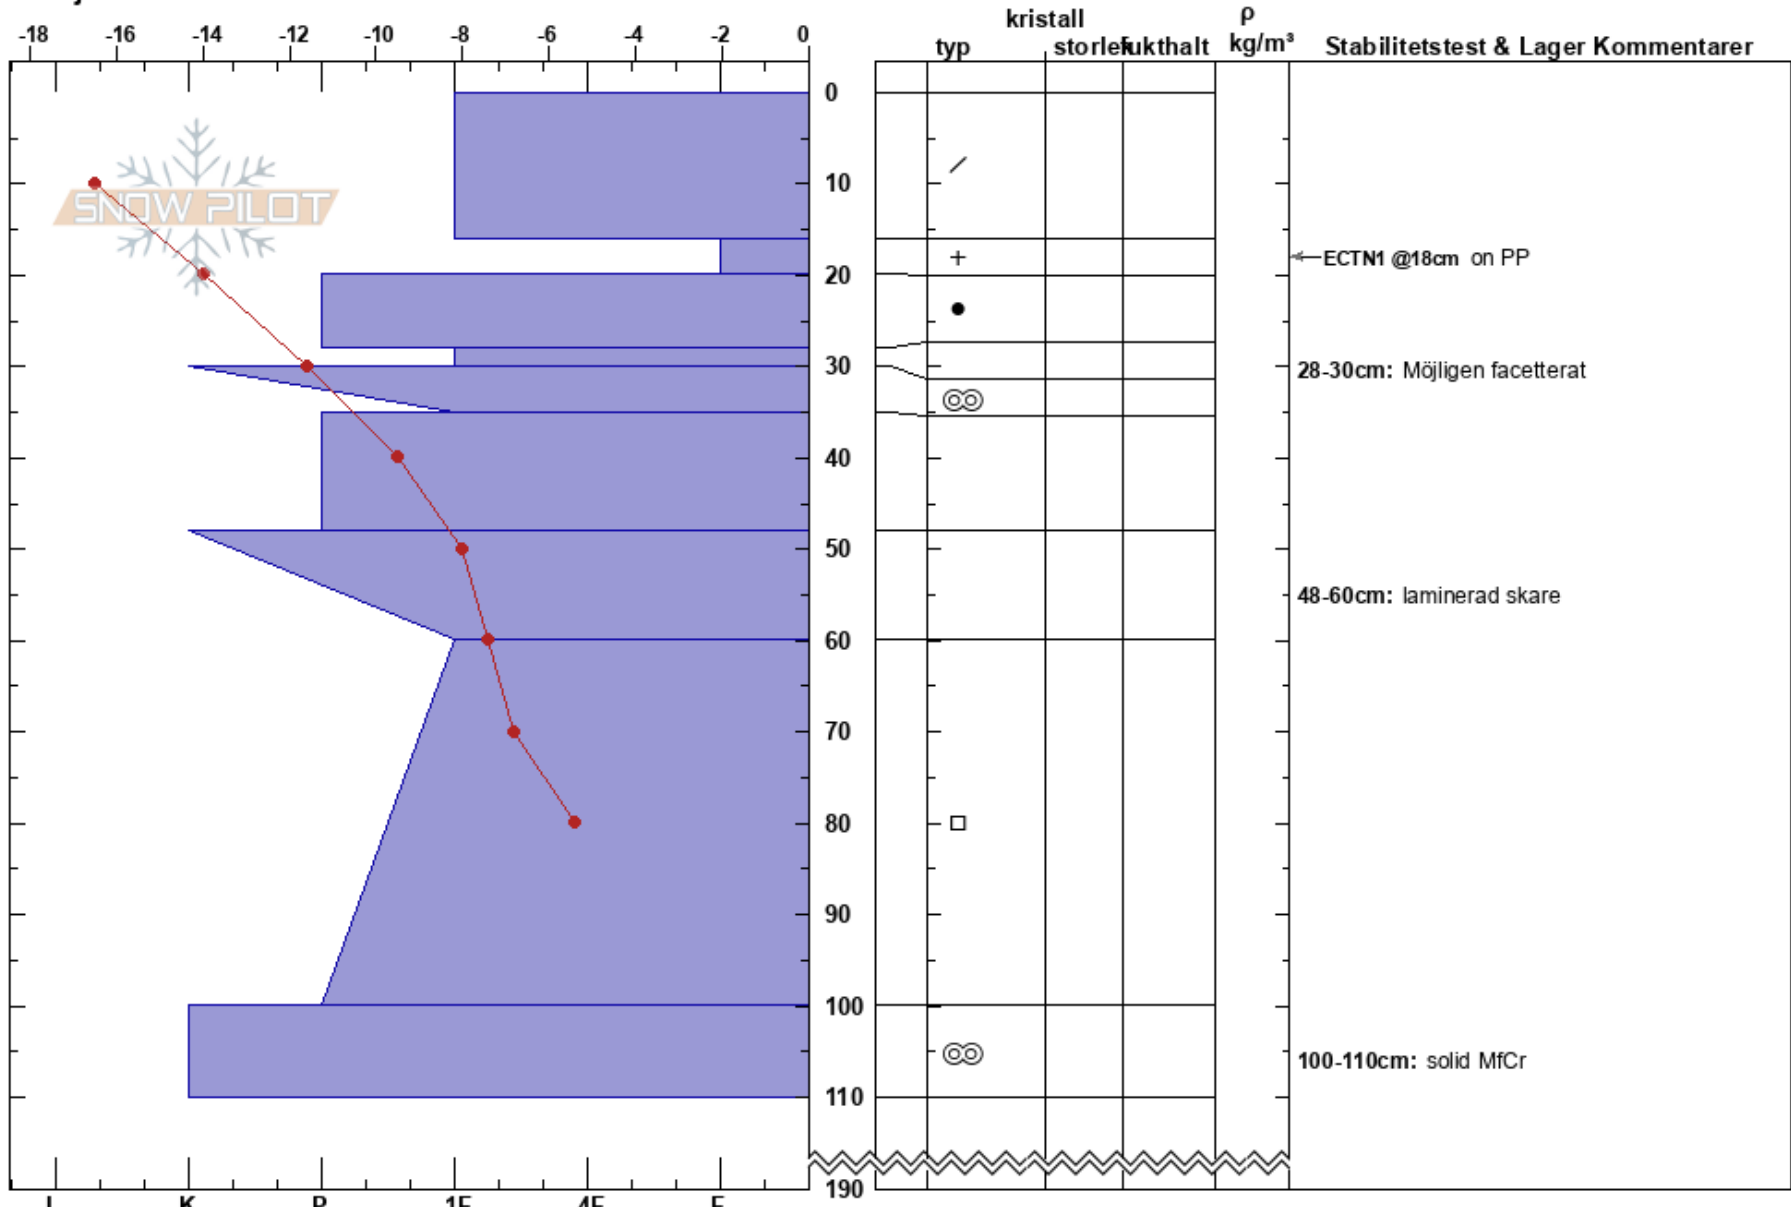 kristall ρ
-18 -16 -14 -12 -10 -8 -6 -4 -2 0 typ storlek fukthalt kg/m³ Stabilitetstest & Lager Kommentarer
0
10
SNOW PILOT
ECTN1 @18cm on PP
20
30
28-30cm: Möjligen facetterat
40
50
48-60cm: laminerad skare
60
70
80
90
100
100-110cm: solid MfCr
110
190
I K P 1F 4F F